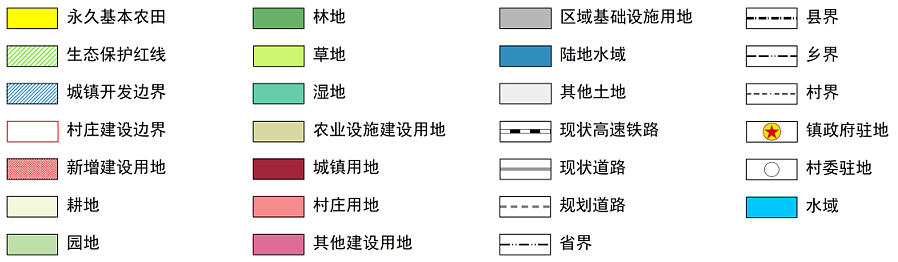 永久基本农田
生态保护红线
城镇开发边界
村庄建设边界
新增建设用地
耕地
园地
林地
草地
湿地
农业设施建设用地
城镇用地
村庄用地
其他建设用地
区域基础设施用地
陆地水域
其他土地
现状高速铁路
现状道路
规划道路
省界
县界
乡界
村界
镇政府驻地
村委驻地
水域